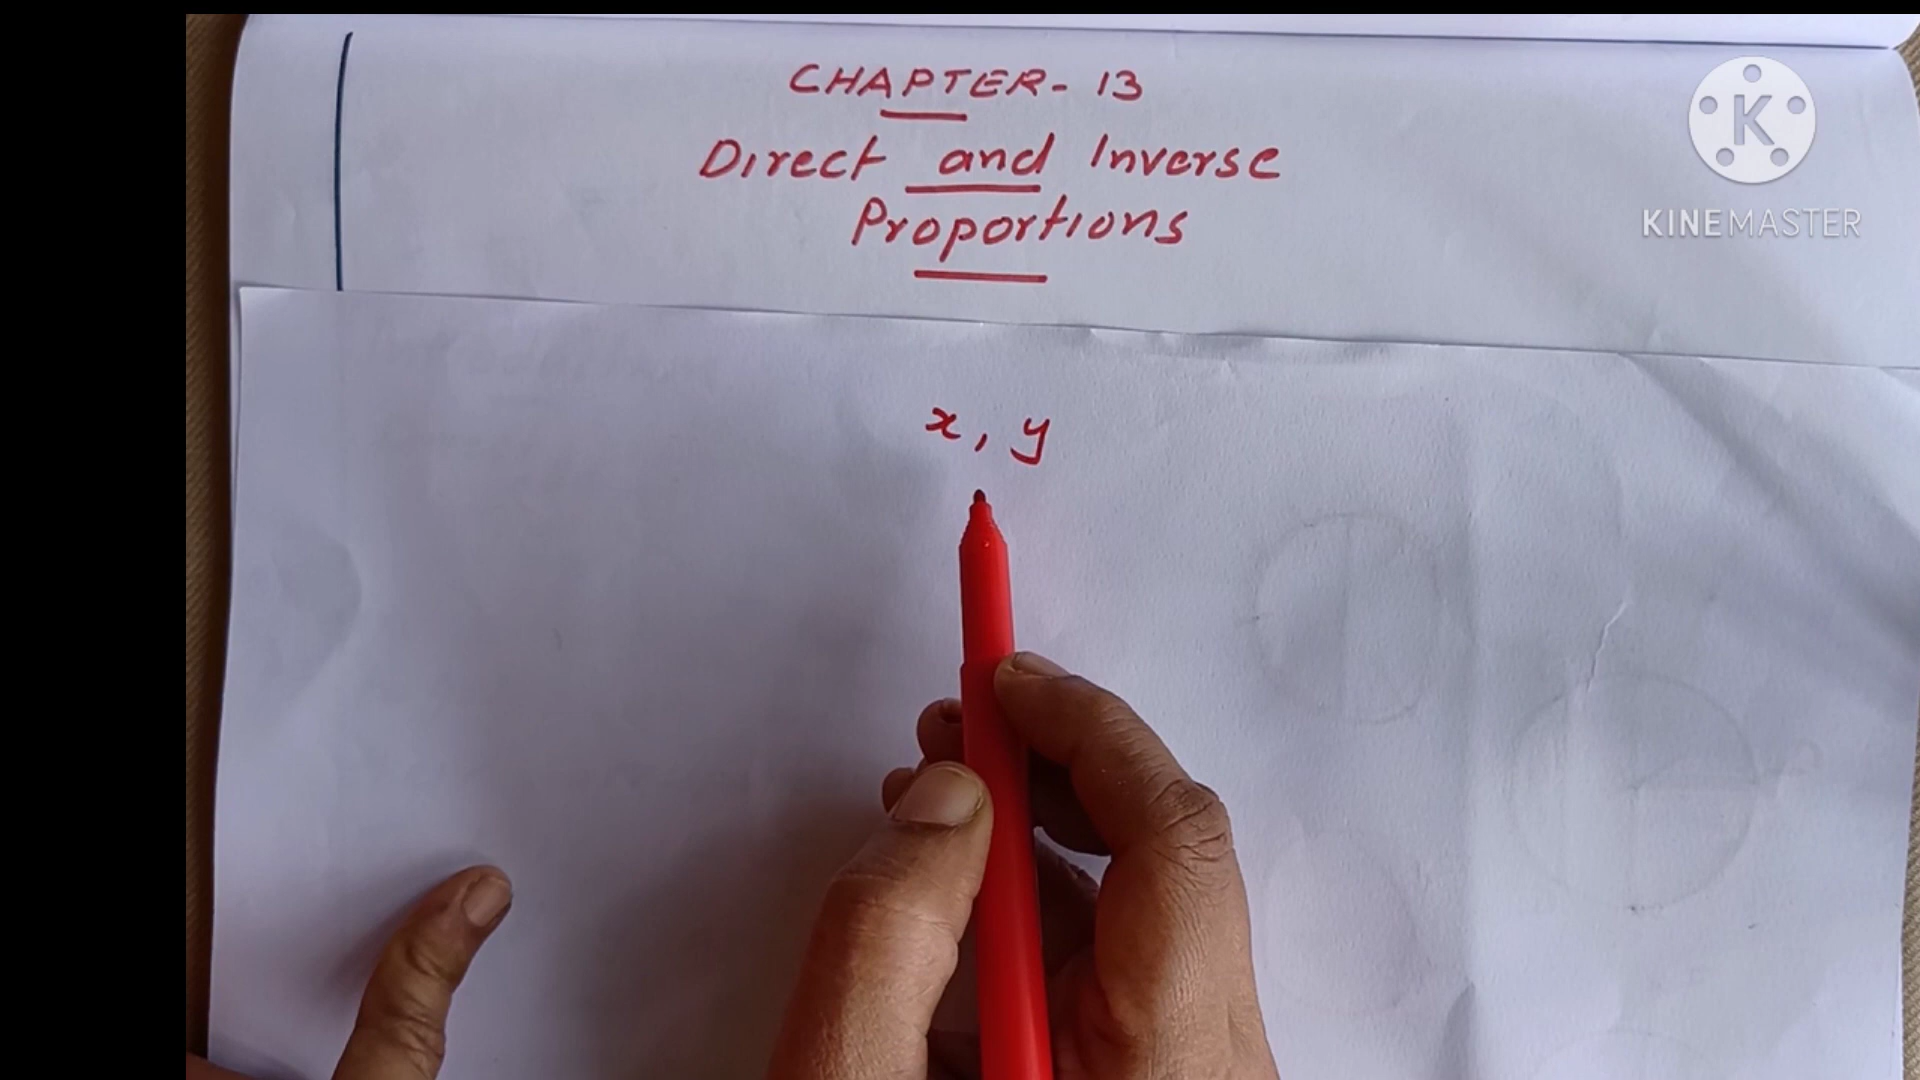 CHAPTER - 13
Direct and Inverse
Proportions
x, y
K
KINEMASTER